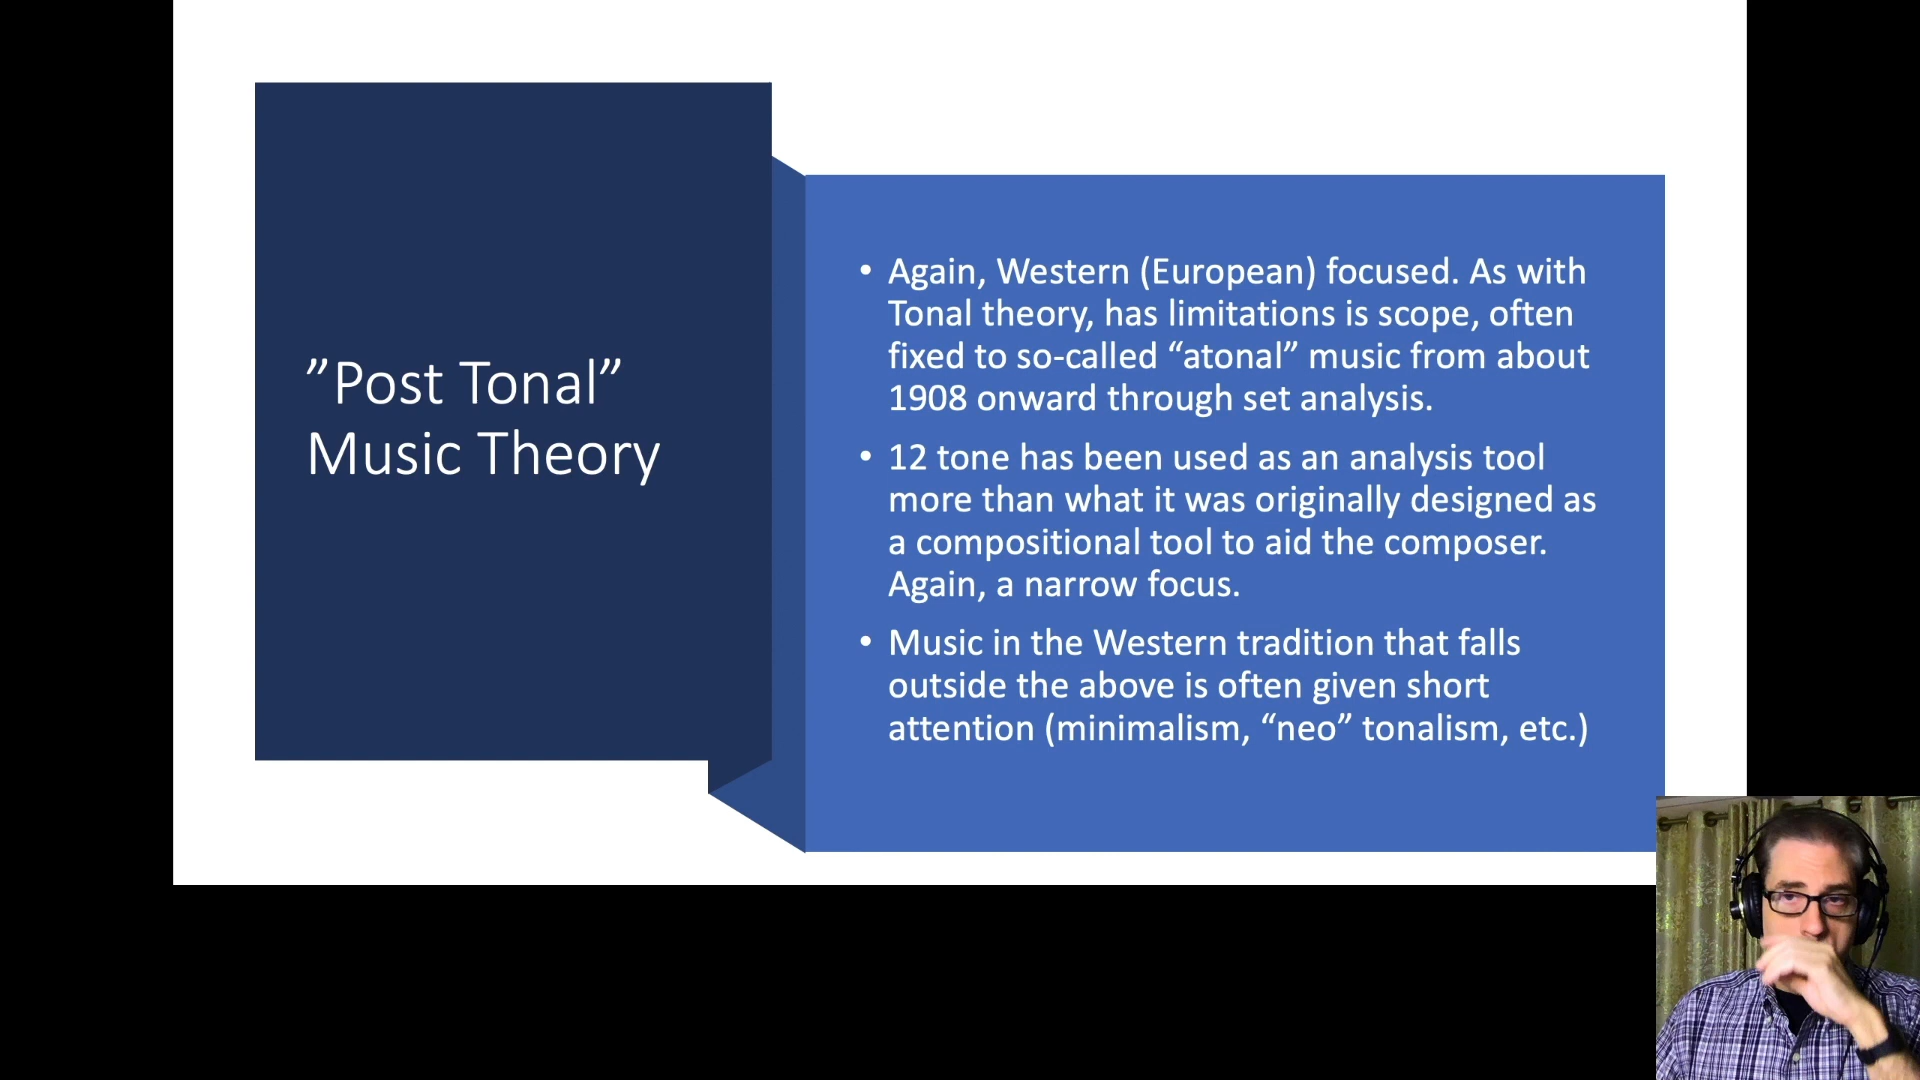 ”Post Tonal”
Music Theory
• Again, Western (European) focused. As with
Tonal theory, has limitations is scope, often
fixed to so-called “atonal” music from about
1908 onward through set analysis.
• 12 tone has been used as an analysis tool
more than what it was originally designed as
a compositional tool to aid the composer.
Again, a narrow focus.
• Music in the Western tradition that falls
outside the above is often given short
attention (minimalism, “neo” tonalism, etc.)